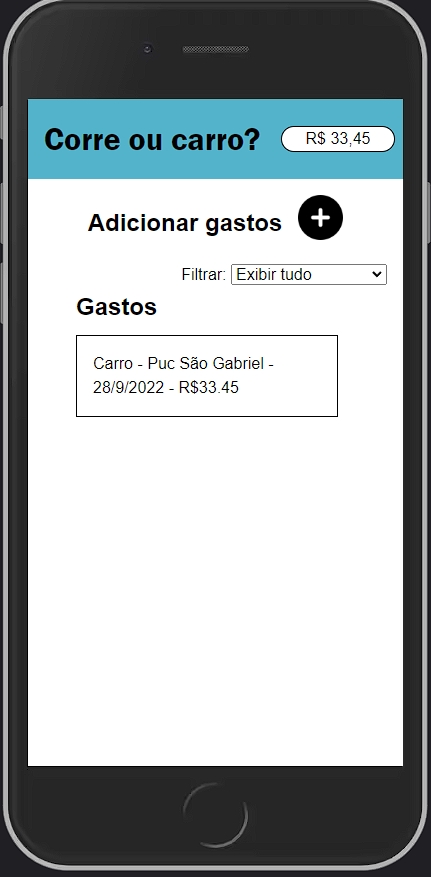 Corre ou carro?
R$ 33,45
Adicionar gastos
Filtrar: Exibir tudo
Gastos
Carro - Puc São Gabriel -
28/9/2022 - R$33.45